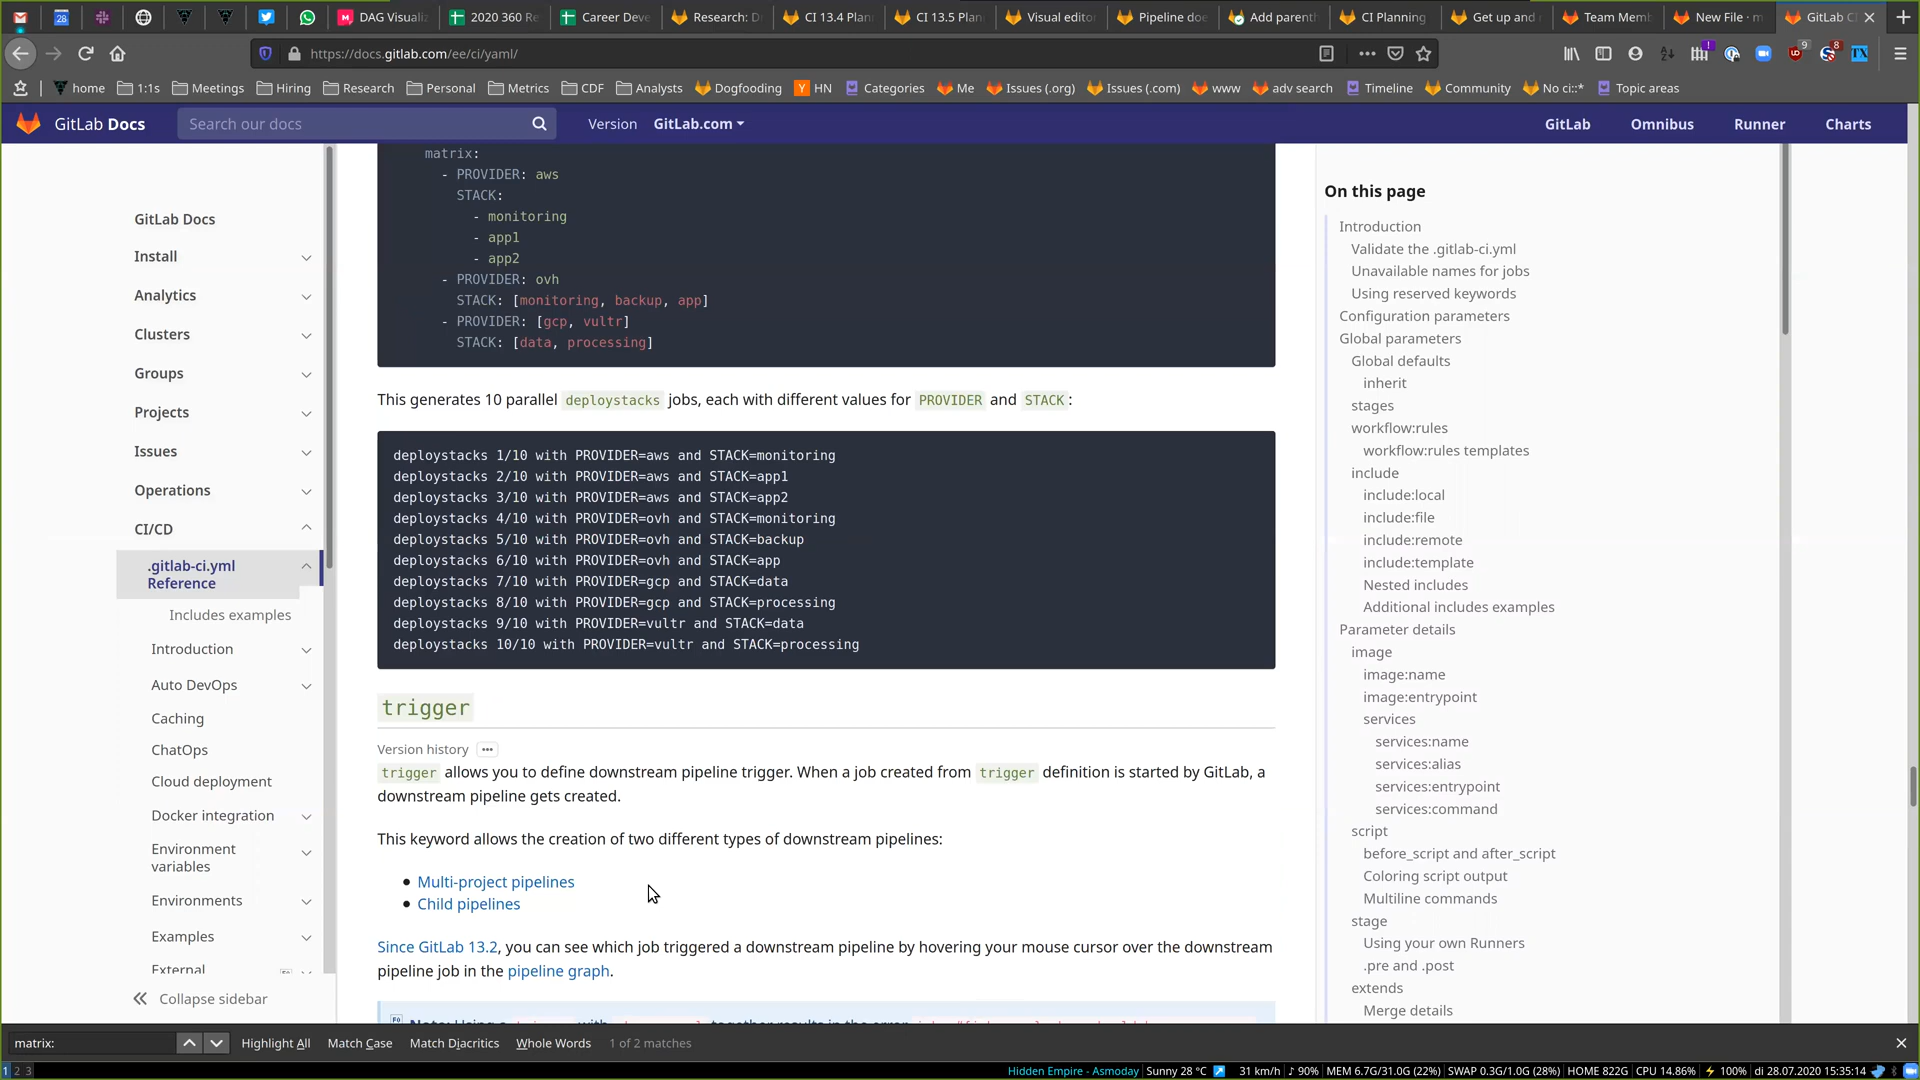 DAG Visualiz
2020 360 Re
Career Deve
Research: D
CI 13.4 Plan
CI 13.5 Plan
Visual edito
Pipeline doe
Add parent
CI Planning
Get up and
Team Memb
New File · m
GitLab CI
https://docs.gitlab.com/ee/ci/yaml/
home 1:1s Meetings Hiring Research Personal Metrics CDF Analysts Dogfooding HN Categories Me Issues (.org) Issues (.com) www adv search Timeline Community No ci::* Topic areas
GitLab Docs
Search our docs
Version GitLab.com
GitLab Omnibus Runner Charts
GitLab Docs
Install
Analytics
Clusters
Groups
Projects
Issues
Operations
CI/CD
.gitlab-ci.yml
Reference
Includes examples
Introduction
Auto DevOps
Caching
ChatOps
Cloud deployment
Docker integration
Environment
variables
Environments
Examples
External
Collapse sidebar
matrix:
- PROVIDER: aws
STACK:
- monitoring
- app1
- app2
- PROVIDER: ovh
STACK: [monitoring, backup, app]
- PROVIDER: [gcp, vultr]
STACK: [data, processing]
This generates 10 parallel deploystacks jobs, each with different values for PROVIDER and STACK:
deploystacks 1/10 with PROVIDER=aws and STACK=monitoring
deploystacks 2/10 with PROVIDER=aws and STACK=app1
deploystacks 3/10 with PROVIDER=aws and STACK=app2
deploystacks 4/10 with PROVIDER=ovh and STACK=monitoring
deploystacks 5/10 with PROVIDER=ovh and STACK=backup
deploystacks 6/10 with PROVIDER=ovh and STACK=app
deploystacks 7/10 with PROVIDER=gcp and STACK=data
deploystacks 8/10 with PROVIDER=gcp and STACK=processing
deploystacks 9/10 with PROVIDER=vultr and STACK=data
deploystacks 10/10 with PROVIDER=vultr and STACK=processing
trigger
Version history
trigger allows you to define downstream pipeline trigger. When a job created from trigger definition is started by GitLab, a
downstream pipeline gets created.
This keyword allows the creation of two different types of downstream pipelines:
Multi-project pipelines
Child pipelines
Since GitLab 13.2, you can see which job triggered a downstream pipeline by hovering your mouse cursor over the downstream
pipeline job in the pipeline graph.
On this page
Introduction
Validate the .gitlab-ci.yml
Unavailable names for jobs
Using reserved keywords
Configuration parameters
Global parameters
Global defaults
inherit
stages
workflow:rules
workflow:rules templates
include
include:local
include:file
include:remote
include:template
Nested includes
Additional includes examples
Parameter details
image
image:name
image:entrypoint
services
services:name
services:alias
services:entrypoint
services:command
script
before_script and after_script
Coloring script output
Multiline commands
stage
Using your own Runners
.pre and .post
extends
Merge details
matrix:
Highlight All Match Case Match Diacritics Whole Words 1 of 2 matches
1 2 3
Hidden Empire - Asmoday Sunny 28 °C 31 km/h 90% MEM 6.7G/31.0G (22%) SWAP 0.3G/1.0G (28%) HOME 822G CPU 14.86% 100% di 28.07.2020 15:35:14